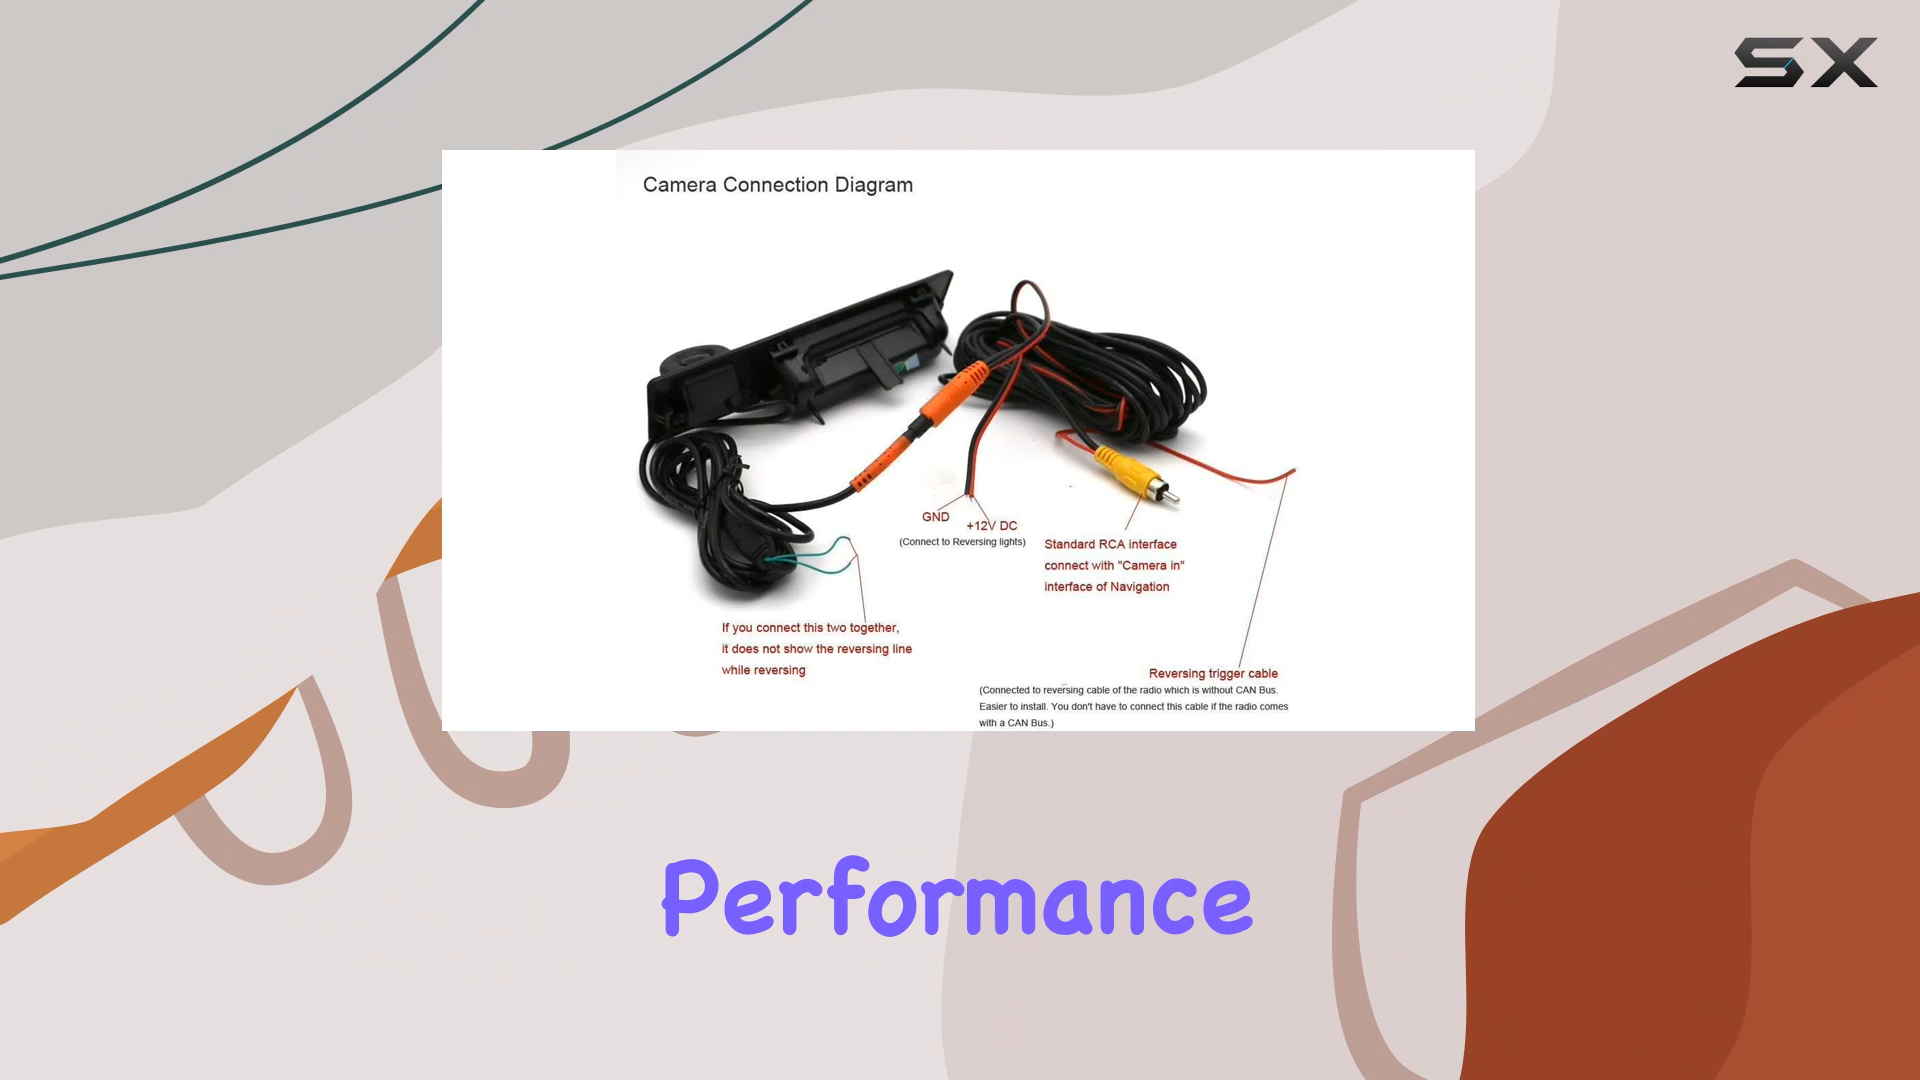 SX
Camera Connection Diagram
GND
+12V DC
(Connect to Reversing lights)
Standard RCA interface
connect with "Camera in"
interface of Navigation
If you connect this two together,
it does not show the reversing line
while reversing
Reversing trigger cable
(Connected to reversing cable of the radio which is without CAN Bus.
Easier to install. You don't have to connect this cable if the radio comes
with a CAN Bus.)
Performance